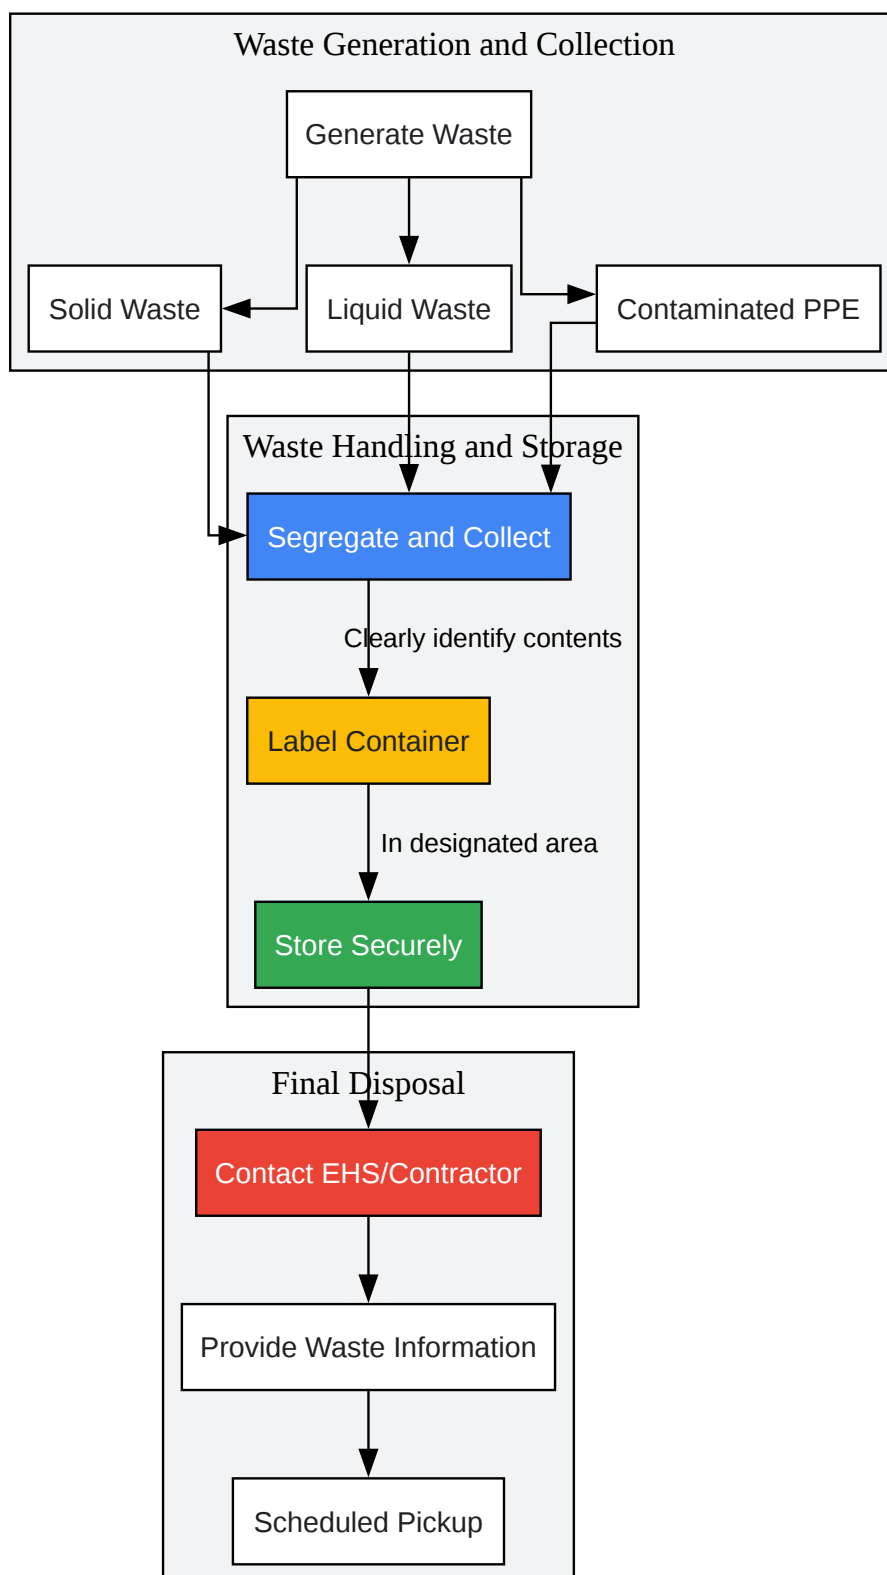 Waste Generation and Collection
Generate Waste
Solid Waste
Liquid Waste
Contaminated PPE
Waste Handling and Storage
Segregate and Collect
Clearly identify contents
Label Container
In designated area
Store Securely
Final Disposal
Contact EHS/Contractor
Provide Waste Information
Scheduled Pickup